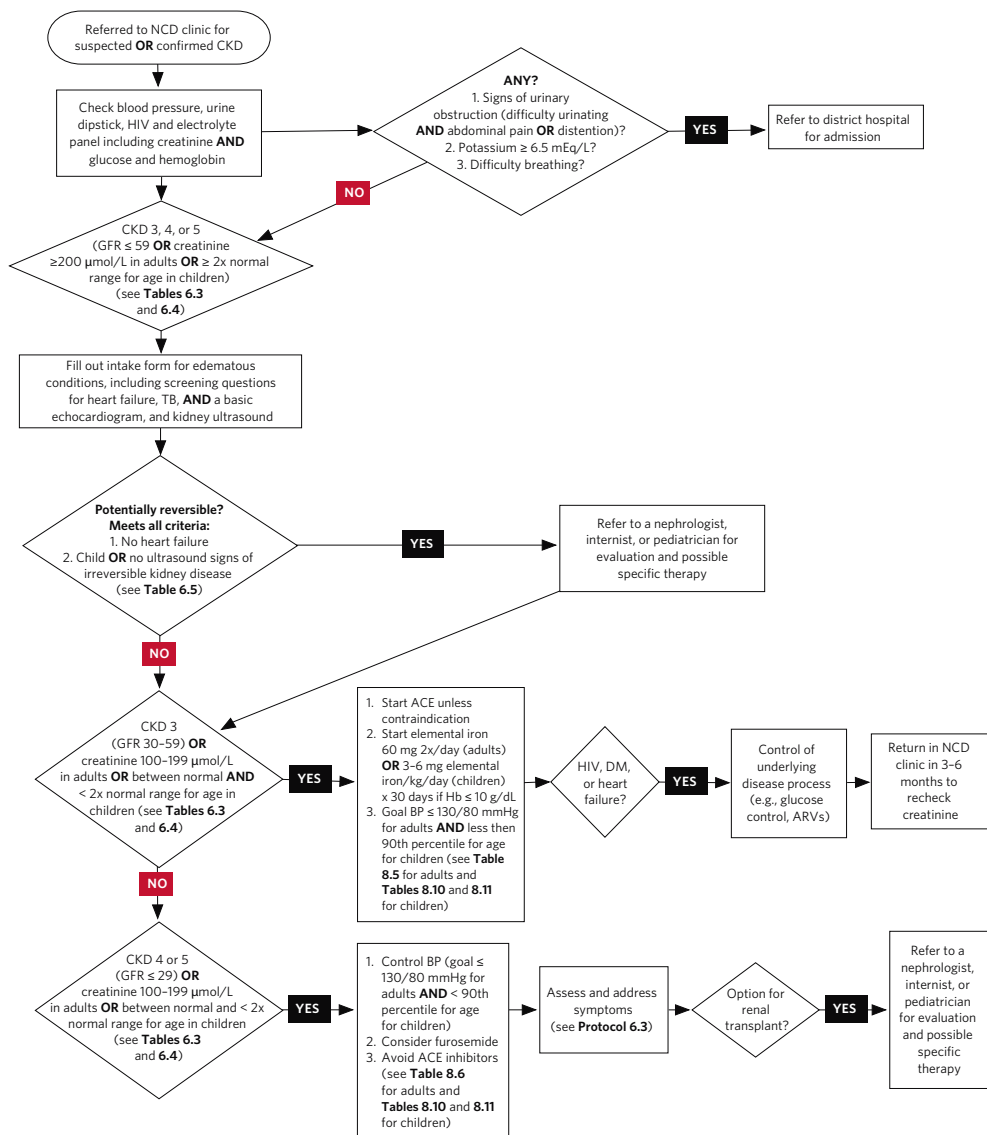 Referred to NCD clinic for
suspected OR confirmed CKD
Check blood pressure, urine
dipstick, HIV and electrolyte
panel including creatinine AND
glucose and hemoglobin
ANY?
1. Signs of urinary
obstruction (difficulty urinating
AND abdominal pain OR distention)?
2. Potassium ≥ 6.5 mEq/L?
3. Difficulty breathing?
YES
Refer to district hospital
for admission
NO
CKD 3, 4, or 5
(GFR ≤ 59 OR creatinine
≥200 μmol/L in adults OR ≥ 2x normal
range for age in children)
(see Tables 6.3
and 6.4)
Fill out intake form for edematous
conditions, including screening questions
for heart failure, TB, AND a basic
echocardiogram, and kidney ultrasound
Potentially reversible?
Meets all criteria:
1. No heart failure
2. Child OR no ultrasound signs of
irreversible kidney disease
(see Table 6.5)
YES
Refer to a nephrologist,
internist, or pediatrician for
evaluation and possible
specific therapy
NO
CKD 3
(GFR 30–59) OR
creatinine 100–199 μmol/L
in adults OR between normal AND
< 2x normal range for age in
children (see Tables 6.3
and 6.4)
YES
1. Start ACE unless
contraindication
2. Start elemental iron
60 mg 2x/day (adults)
OR 3–6 mg elemental
iron/kg/day (children)
x 30 days if Hb ≤ 10 g/dL
3. Goal BP ≤ 130/80 mmHg
for adults AND less then
90th percentile for age
for children (see Table
8.5 for adults and
Tables 8.10 and 8.11
for children)
HIV, DM,
or heart
failure?
YES
Control of
underlying
disease process
(e.g., glucose
control, ARVs)
Return in NCD
clinic in 3–6
months to
recheck
creatinine
NO
CKD 4 or 5
(GFR ≤ 29) OR
creatinine 100–199 μmol/L
in adults OR between normal and < 2x
normal range for age in children
(see Tables 6.3
and 6.4)
YES
1. Control BP (goal ≤
130/80 mmHg for
adults AND < 90th
percentile for age
for children)
2. Consider furosemide
3. Avoid ACE inhibitors
(see Table 8.6
for adults and
Tables 8.10 and 8.11
for children)
Assess and address
symptoms
(see Protocol 6.3)
Option for
renal
transplant?
YES
Refer to a
nephrologist,
internist, or
pediatrician
for evaluation
and possible
specific
therapy